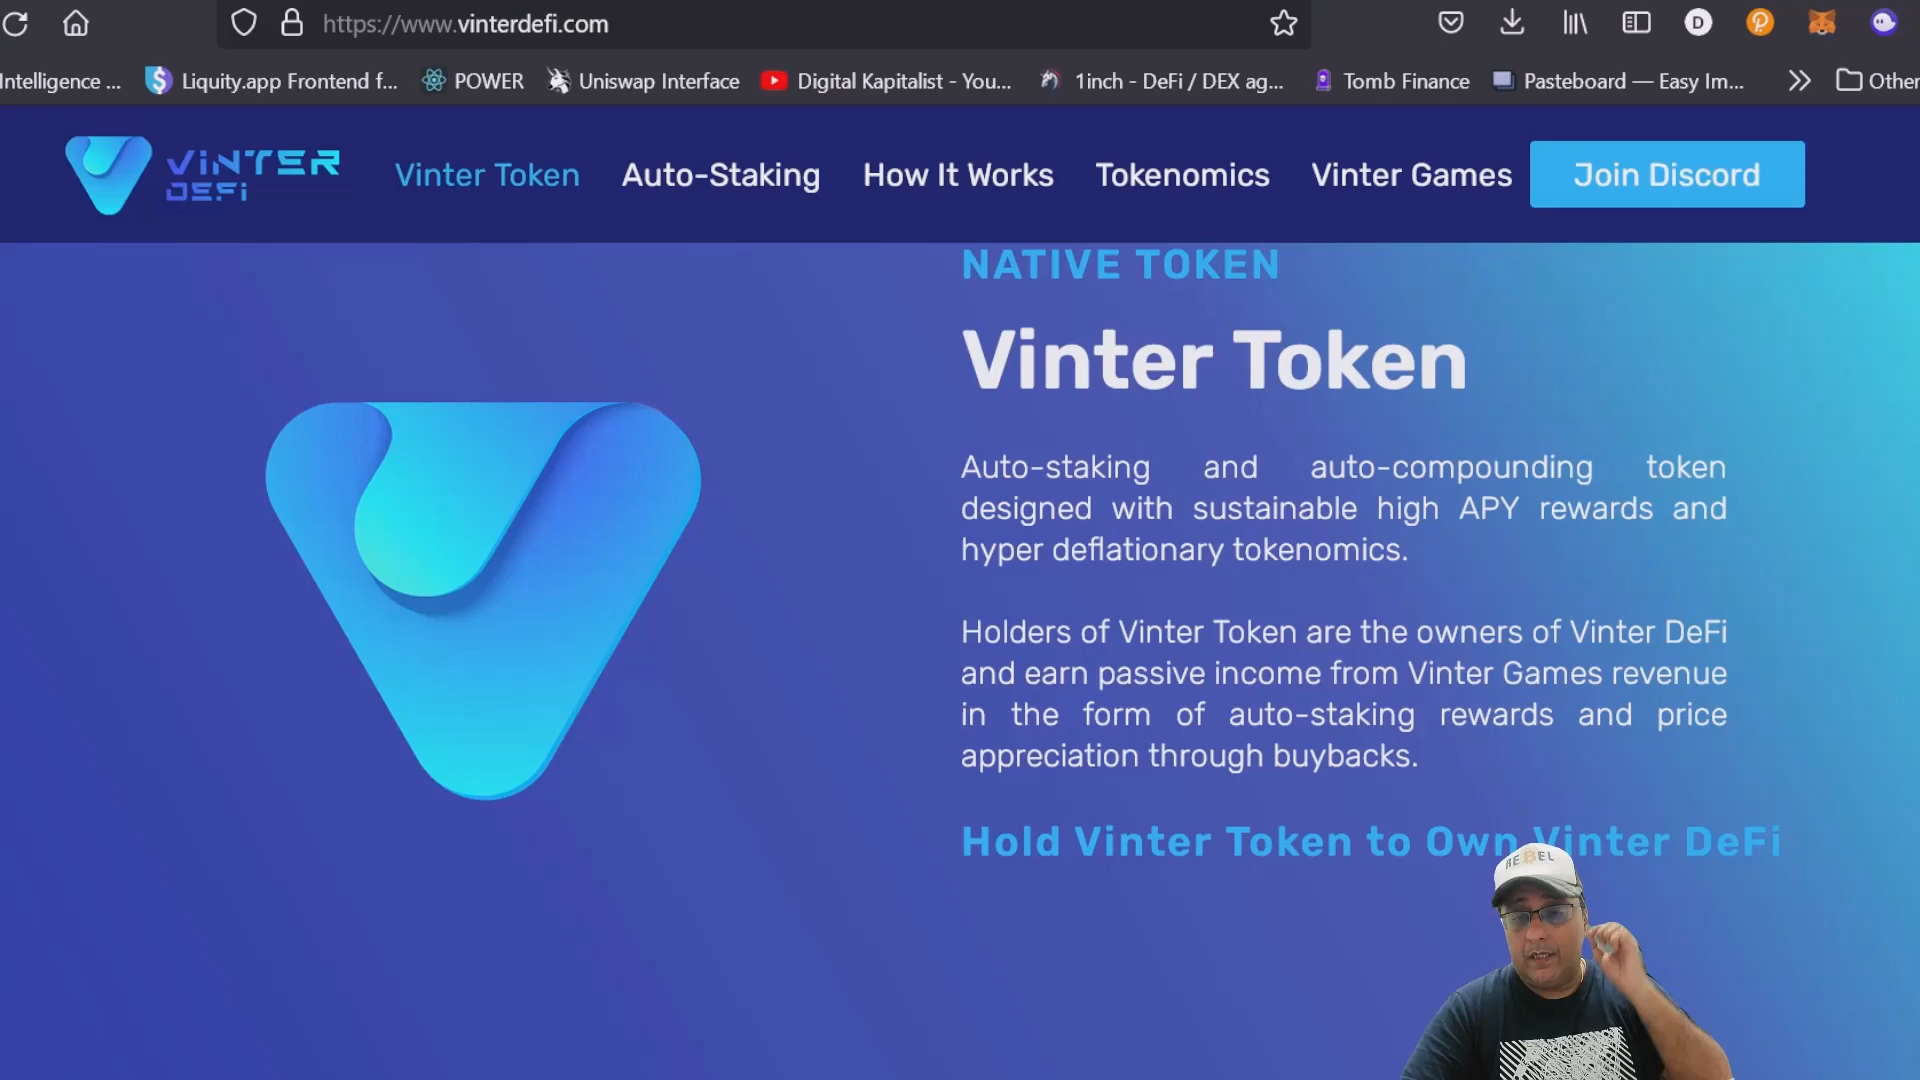 https://www.vinterdefi.com
D
Intelligence ...
$ Liquity.app Frontend f...
POWER
Uniswap Interface
Digital Kapitalist - You...
1inch - DeFi / DEX ag...
Tomb Finance
Pasteboard — Easy Im...
Other
VINTER
DEFi
Vinter Token
Auto-Staking
How It Works
Tokenomics
Vinter Games
Join Discord
NATIVE TOKEN
Vinter Token
Auto-staking and auto-compounding token
designed with sustainable high APY rewards and
hyper deflationary tokenomics.
Holders of Vinter Token are the owners of Vinter DeFi
and earn passive income from Vinter Games revenue
in the form of auto-staking rewards and price
appreciation through buybacks.
Hold Vinter Token to Own Vinter DeFi
REBEL